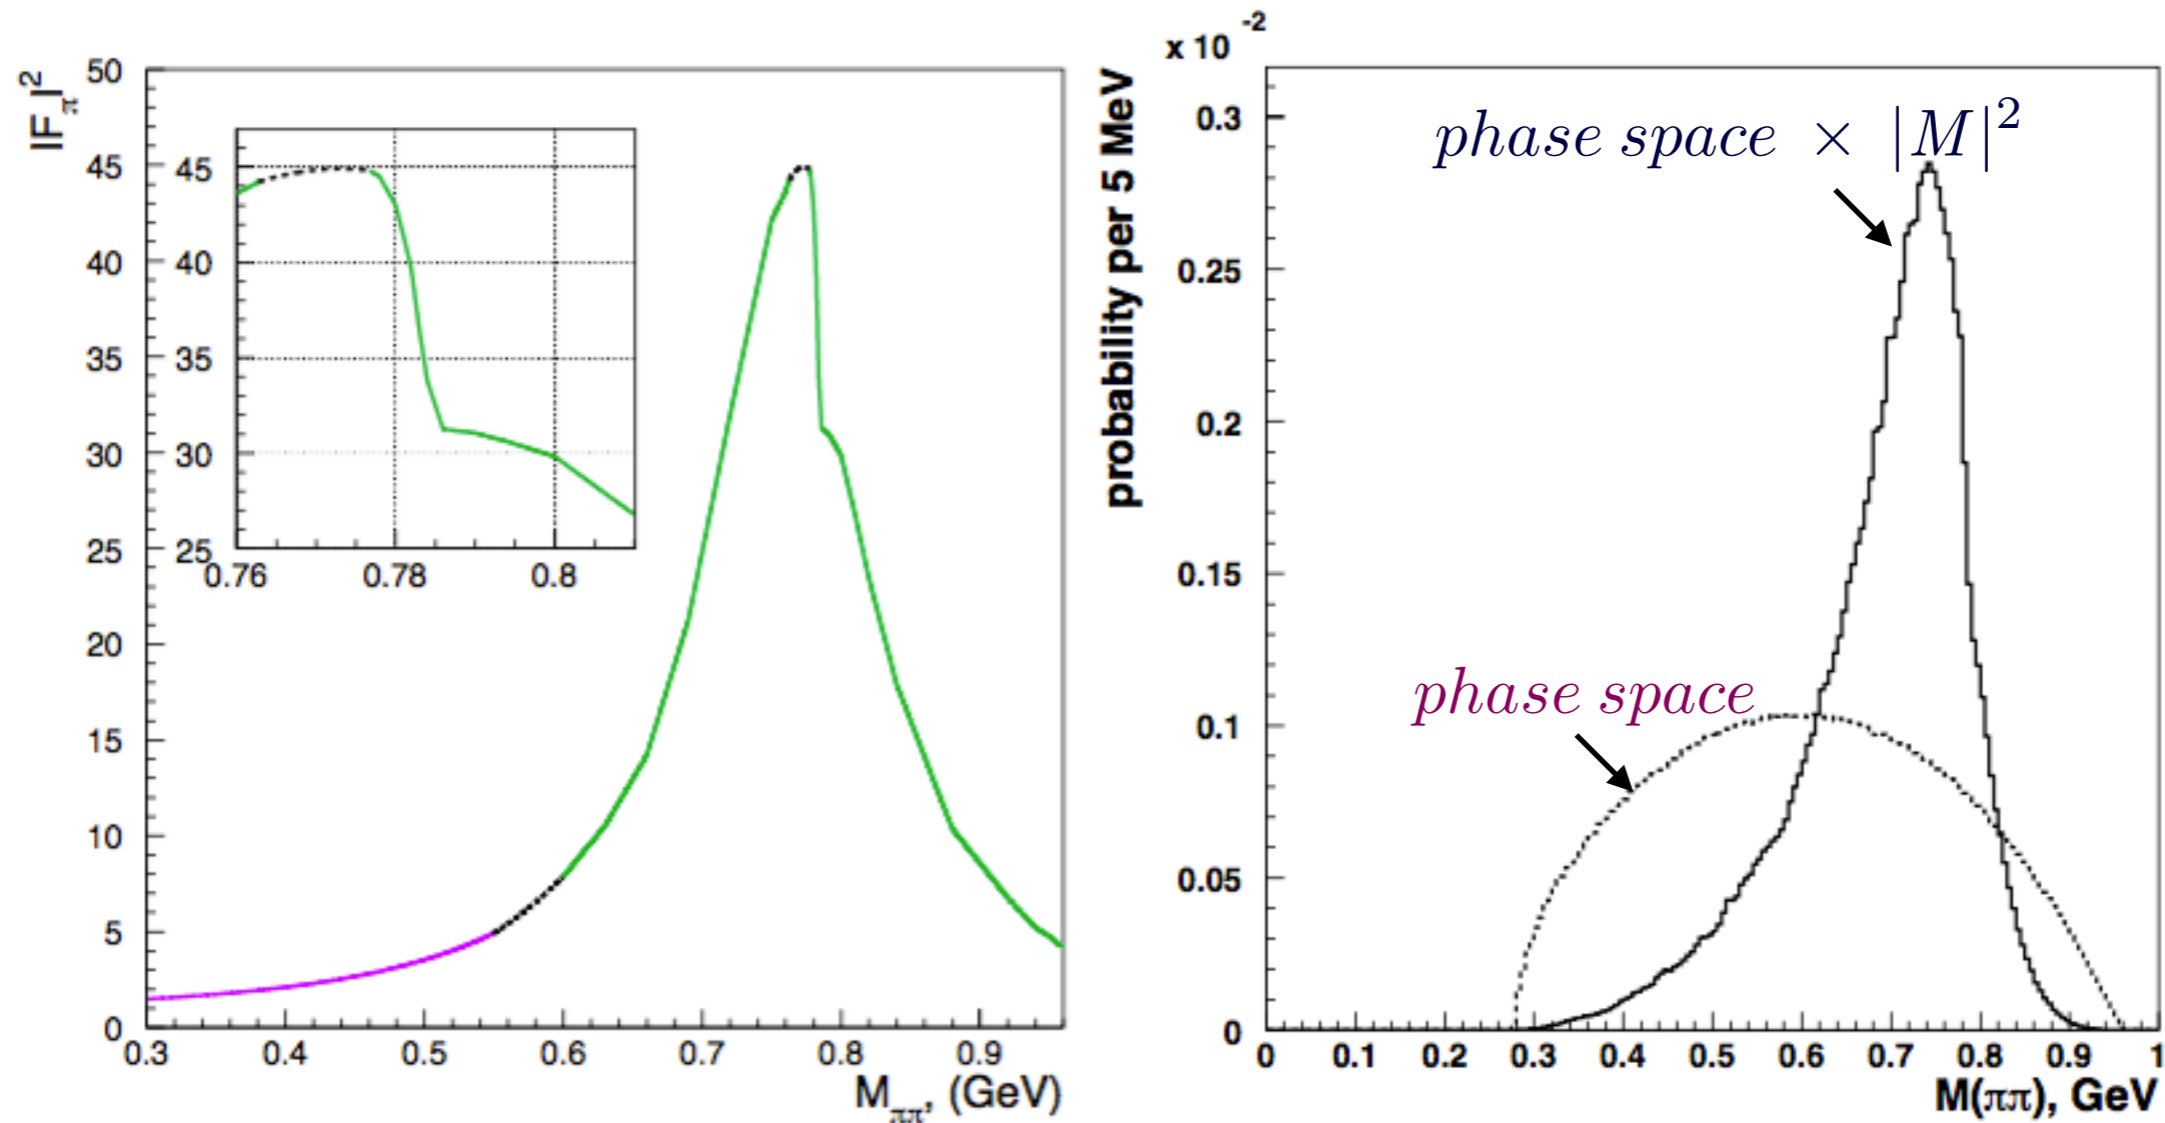 |F_π|²
50
45
40
35
30
25
20
15
10
5
0
45
40
35
30
25
0.76 0.78 0.8
0.3 0.4 0.5 0.6 0.7 0.8 0.9
M_ππ, (GeV)
x 10 -2
probability per 5 MeV
0.3
0.25
0.2
0.15
0.1
0.05
0
phase space × |M|²
phase space
0 0.1 0.2 0.3 0.4 0.5 0.6 0.7 0.8 0.9 1
M(ππ), GeV